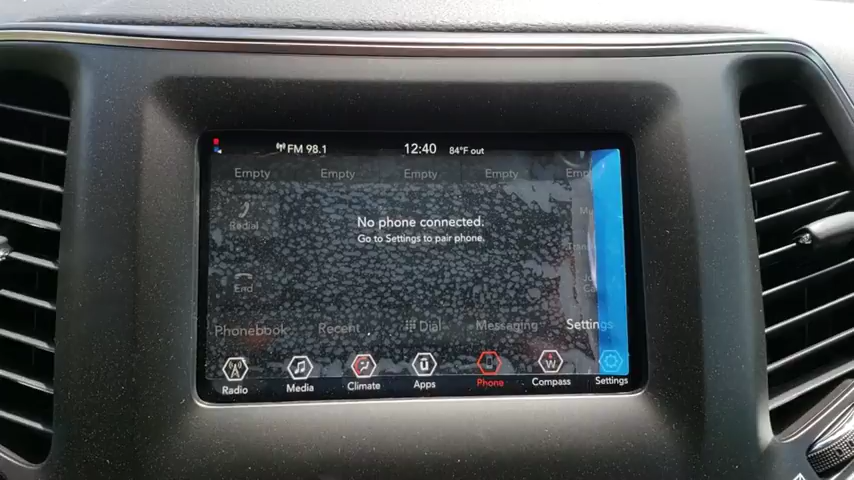 FM 98.1 12:40 84°F out
Empty Empty Empty Empty
Redial
No phone connected.
Go to Settings to pair phone.
End
Phonebook Recent Dial Messaging Settings
Radio Media Climate Apps Phone W Compass Settings